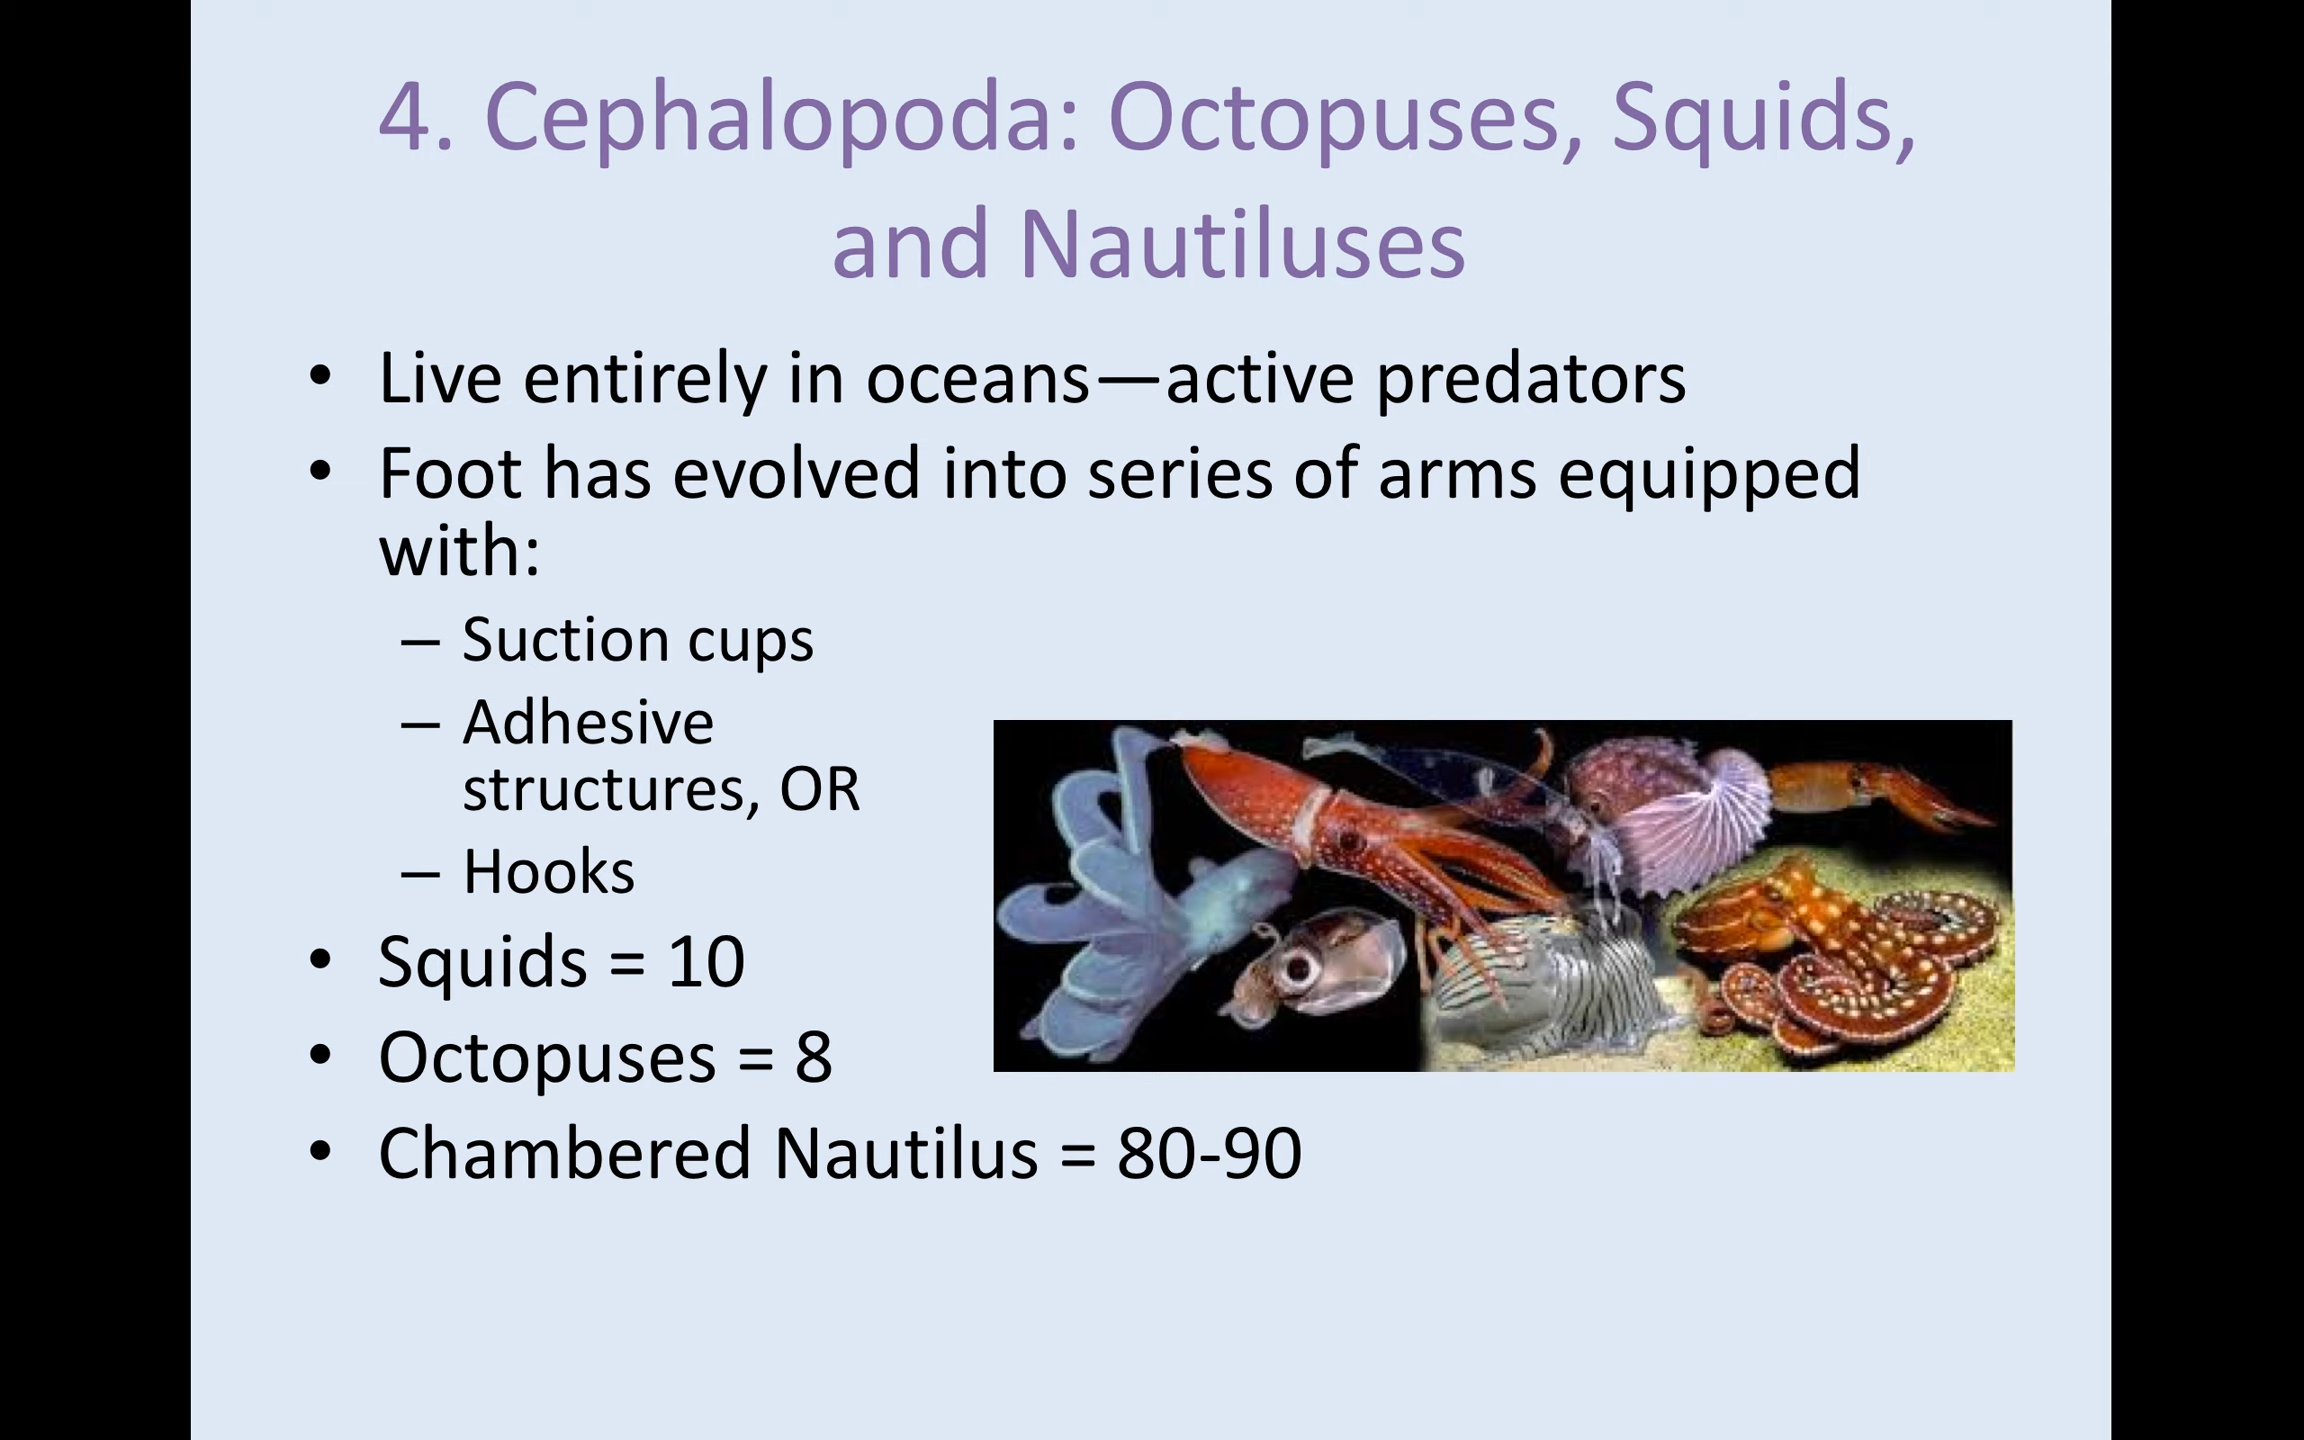 4. Cephalopoda: Octopuses, Squids,
and Nautiluses
• Live entirely in oceans—active predators
• Foot has evolved into series of arms equipped
with:
– Suction cups
– Adhesive
structures, OR
– Hooks
• Squids = 10
• Octopuses = 8
• Chambered Nautilus = 80-90